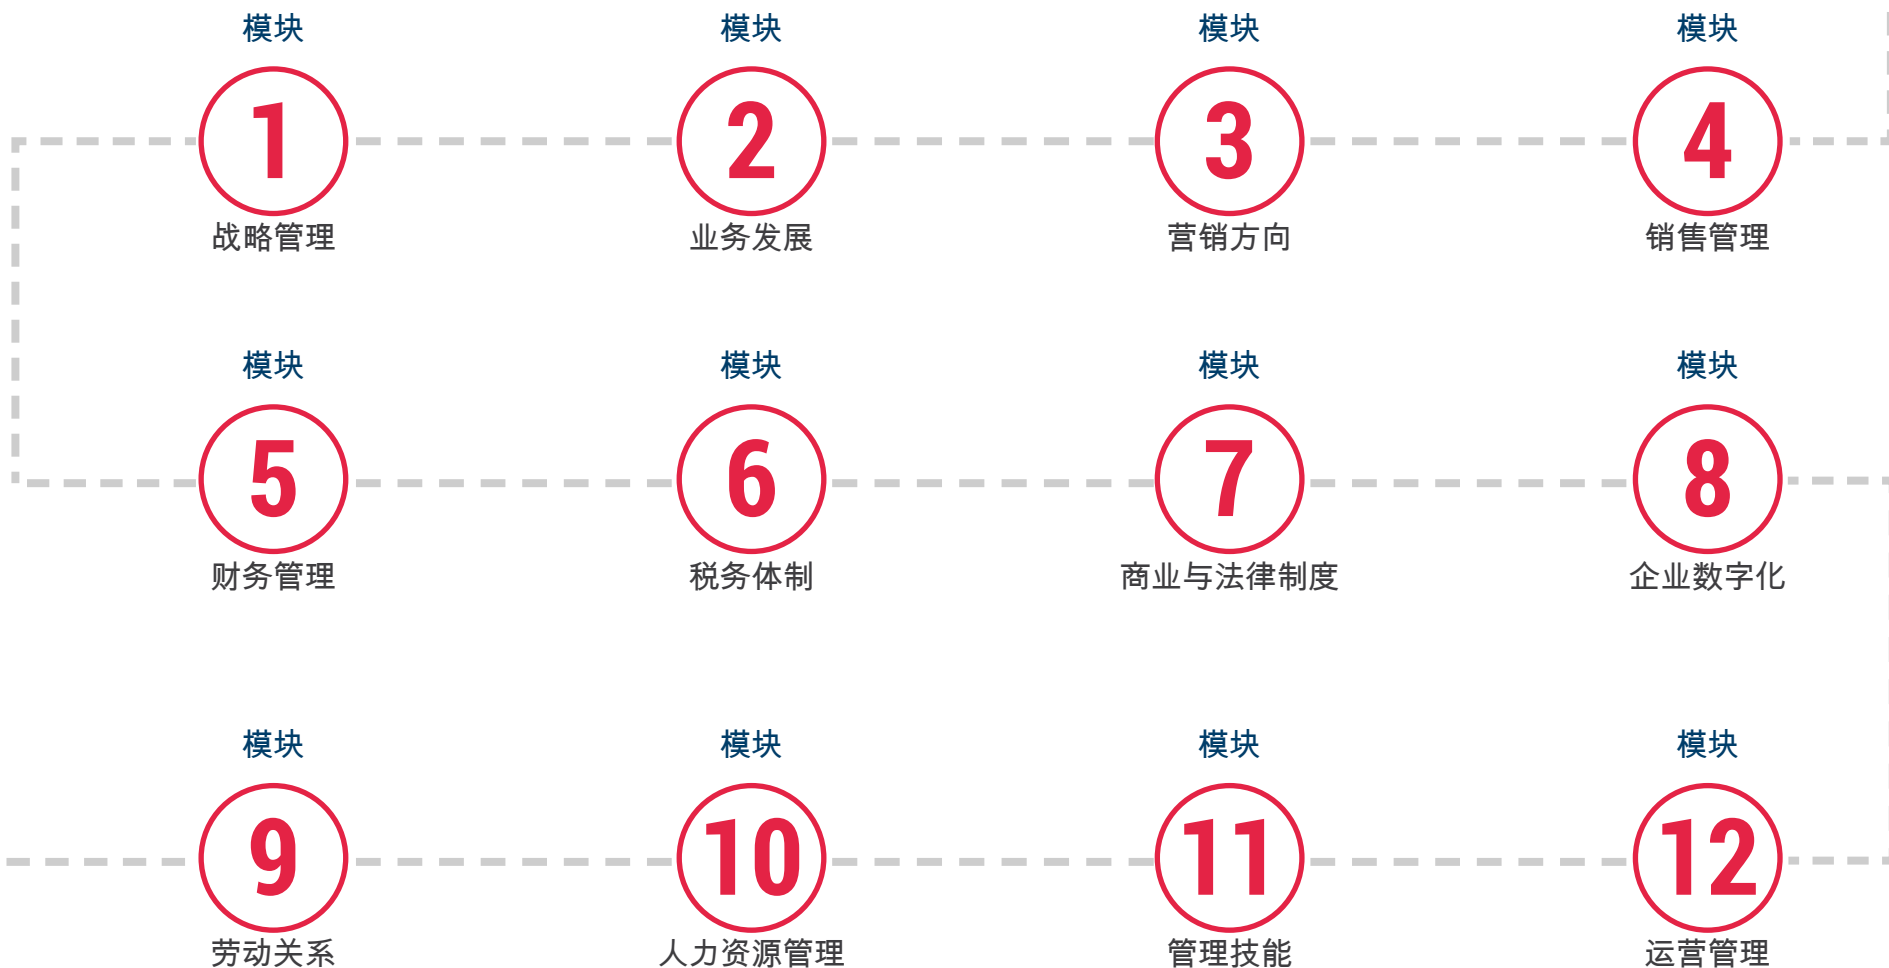 模块
模块
模块
模块
1
2
3
4
战略管理
业务发展
营销方向
销售管理
模块
模块
模块
模块
5
6
7
8
财务管理
税务体制
商业与法律制度
企业数字化
模块
模块
模块
模块
9
10
11
12
劳动关系
人力资源管理
管理技能
运营管理